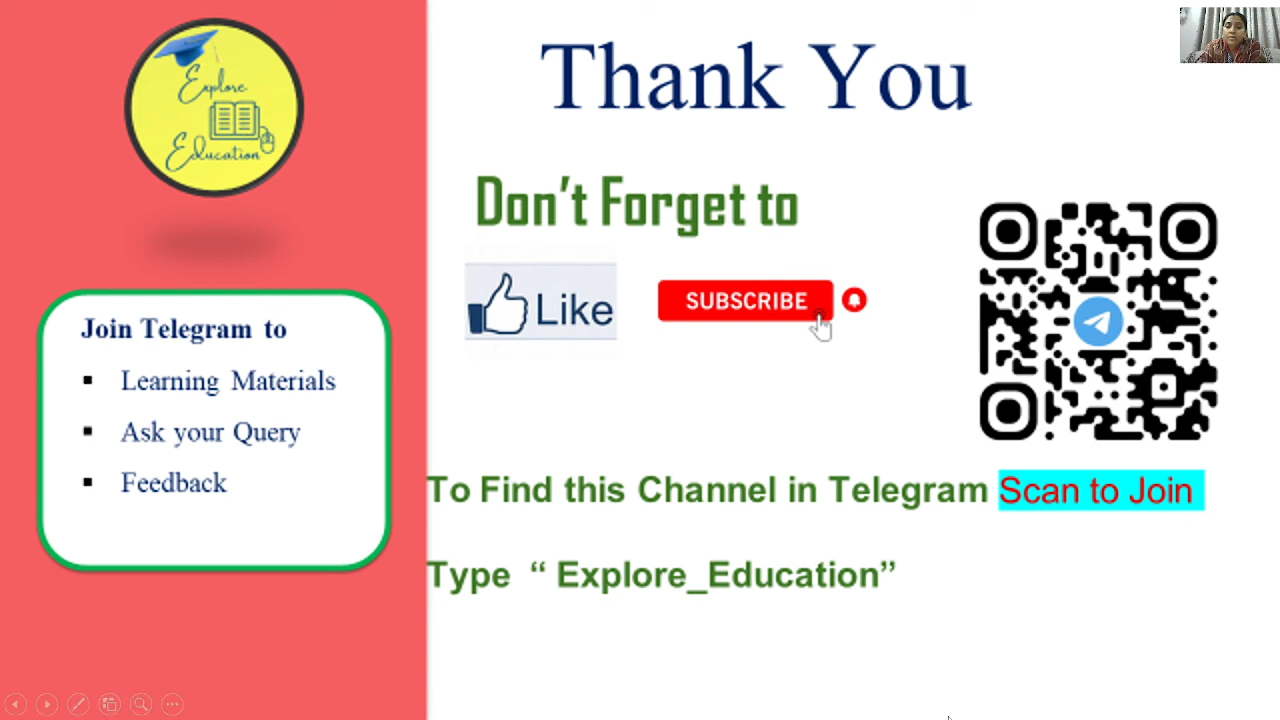 Explore
Education
Thank You
Don't Forget to
Like
SUBSCRIBE
Join Telegram to
▪ Learning Materials
▪ Ask your Query
▪ Feedback
To Find this Channel in Telegram Scan to Join
Type “ Explore_Education”